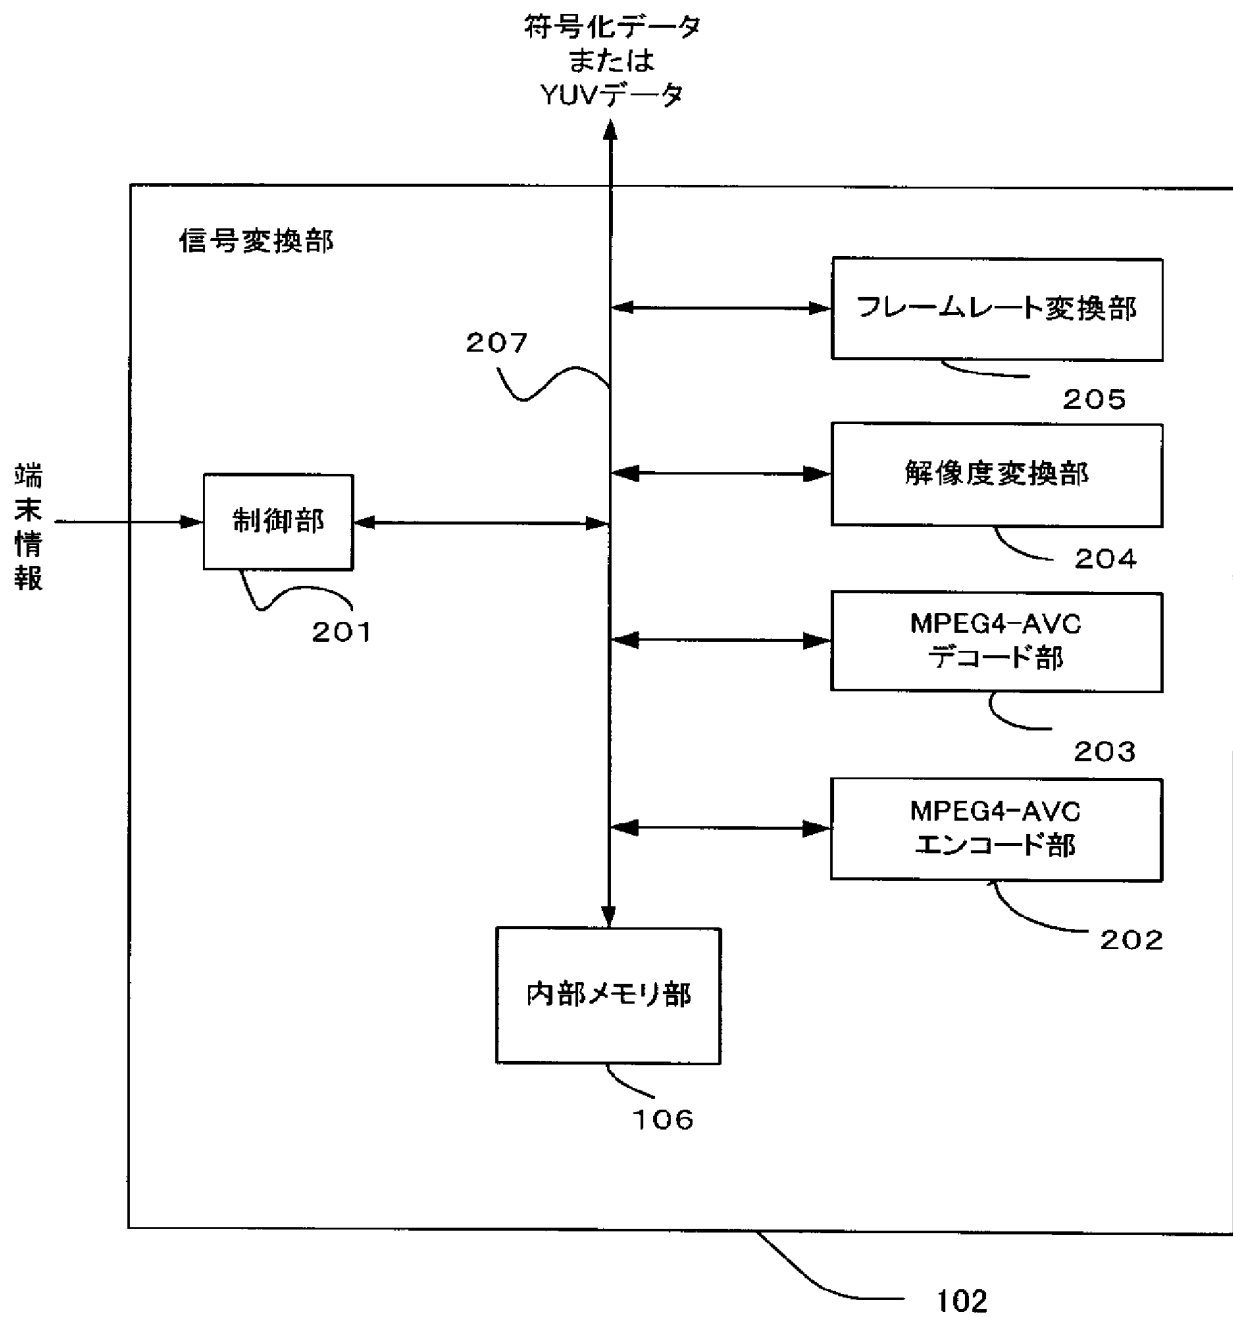 符号化データ
または
YUVデータ
信号変換部
フレームレート変換部
205
207
解像度変換部
204
端末情報
制御部
201
MPEG4-AVC
デコード部
203
MPEG4-AVC
エンコード部
202
内部メモリ部
106
102